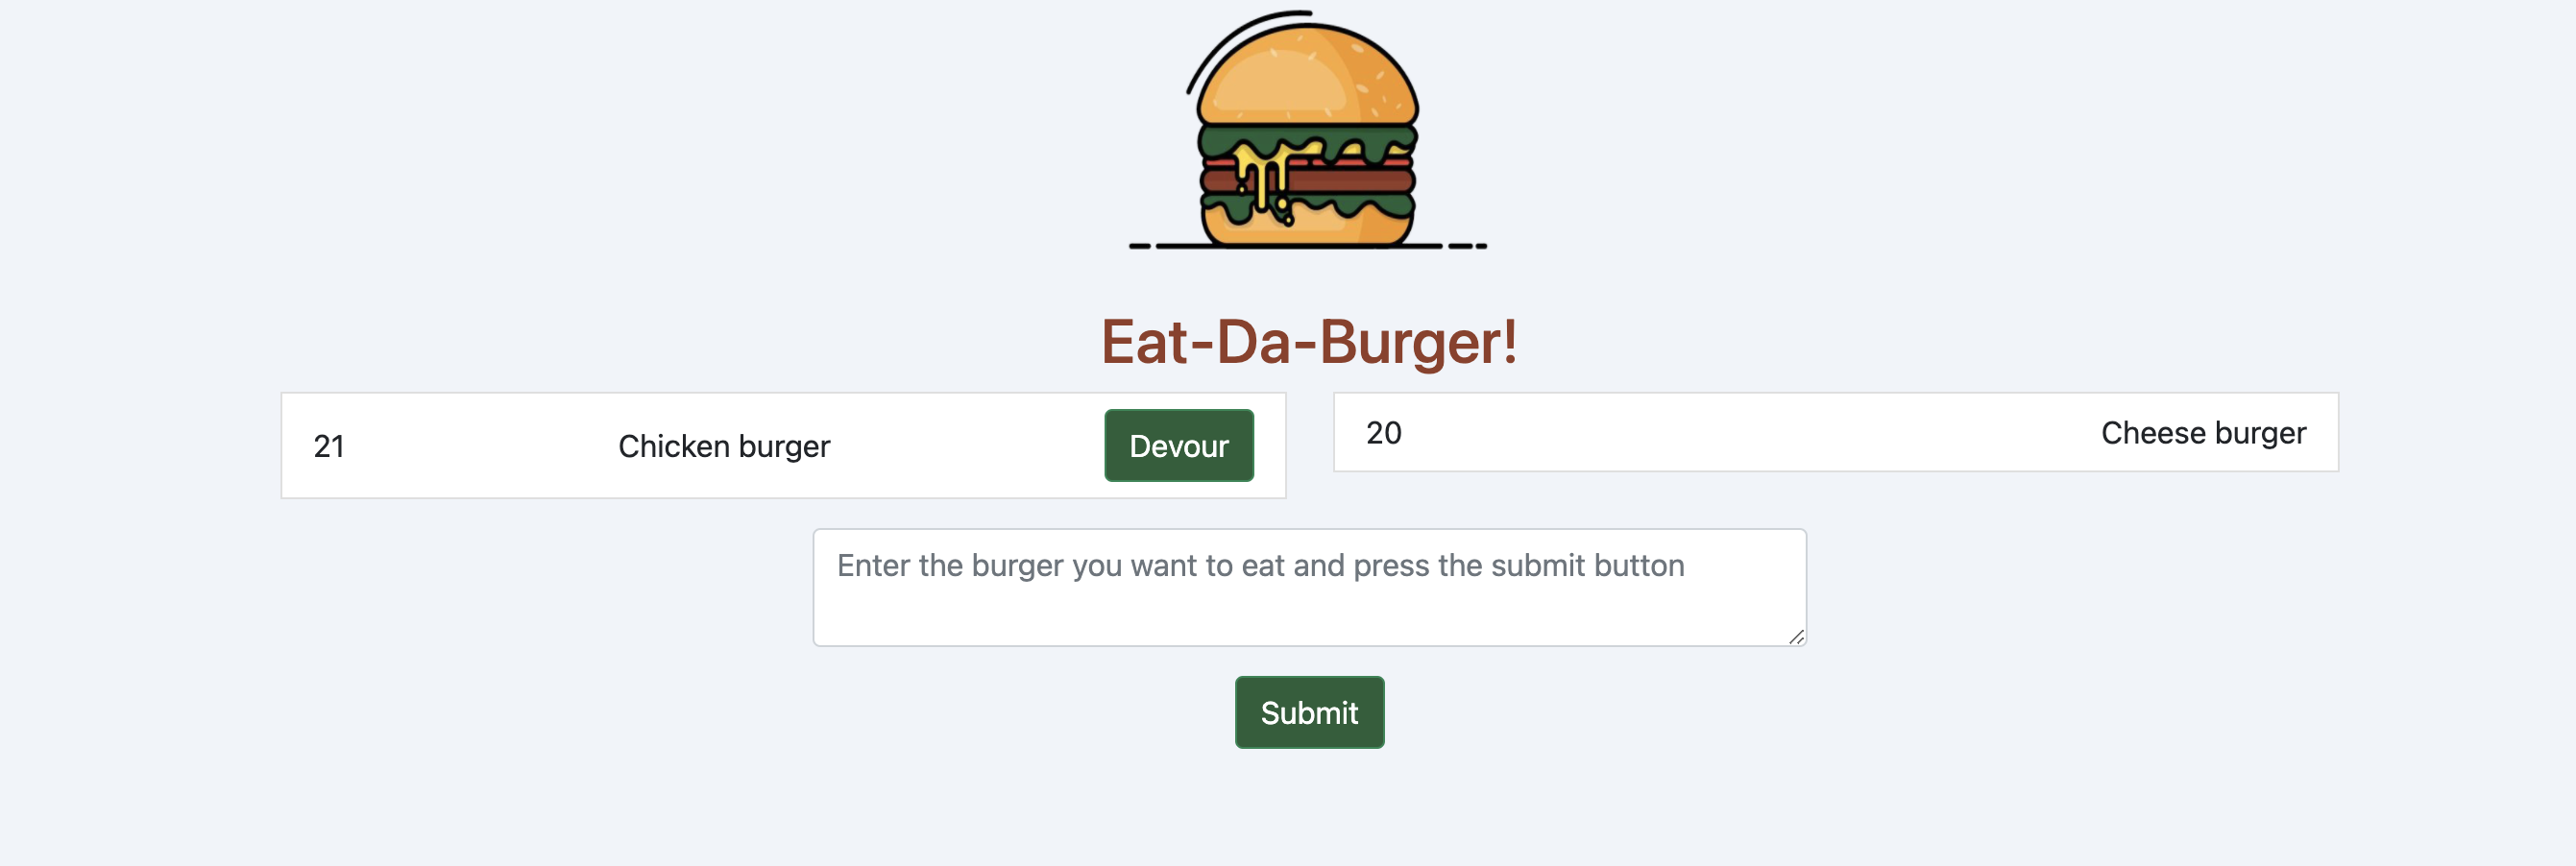 Eat-Da-Burger!
21 Chicken burger Devour
20 Cheese burger
Enter the burger you want to eat and press the submit button
Submit